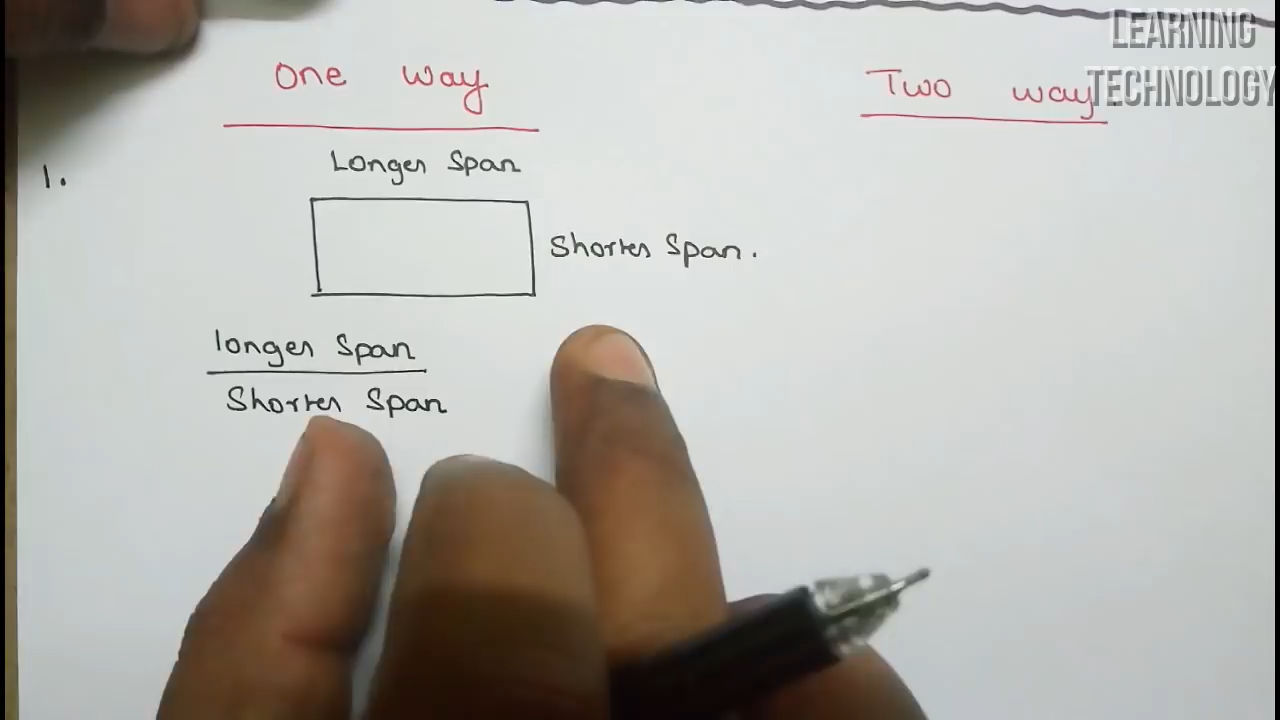 One way
Two way
LEARNING
TECHNOLOGY
1.
Longer Span
Shorter Span.
longer Span
Shorter Span